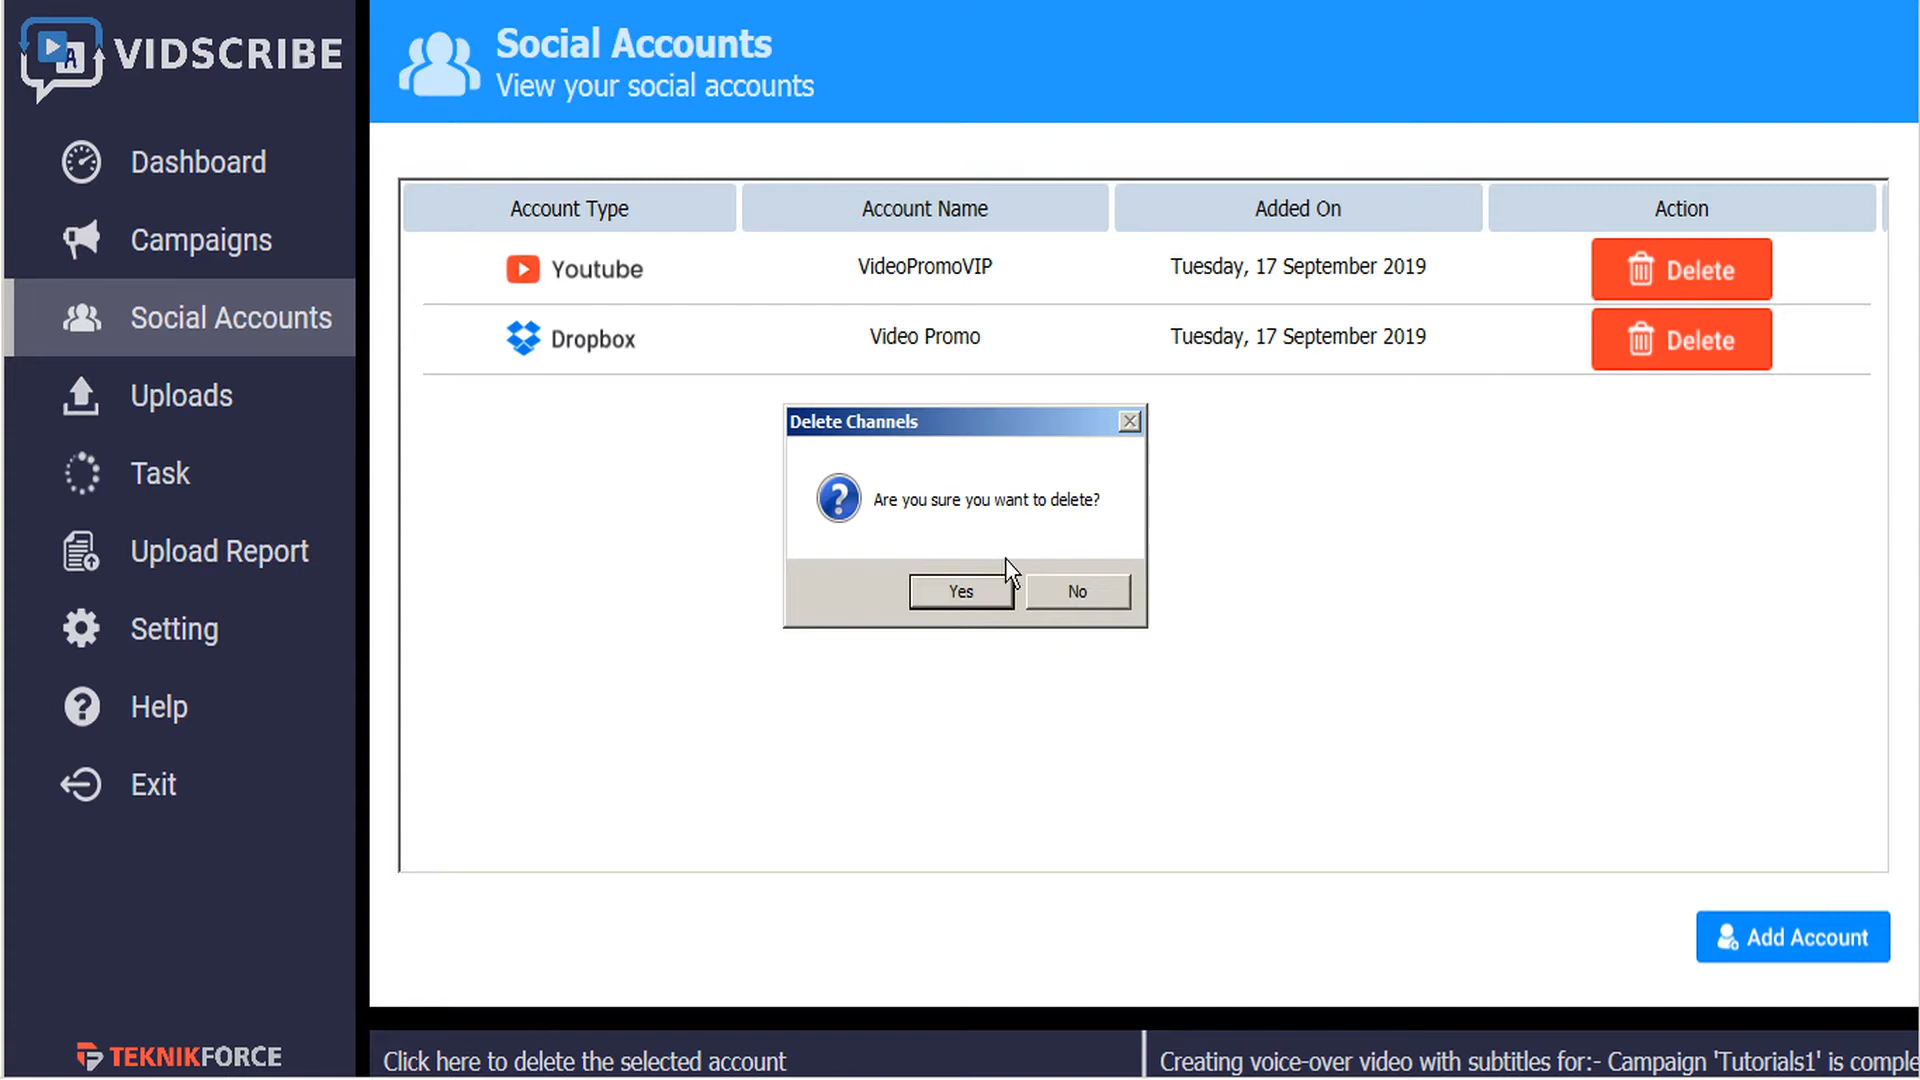 VIDSCRIBE
A
Dashboard
Campaigns
Social Accounts
Uploads
Task
Upload Report
Setting
Help
Exit
TEKNIKFORCE
Social Accounts
View your social accounts
Account Type Account Name Added On Action
Youtube VideoPromoVIP Tuesday, 17 September 2019 Delete
Dropbox Video Promo Tuesday, 17 September 2019 Delete
Delete Channels
Are you sure you want to delete?
Yes No
Add Account
Click here to delete the selected account
Creating voice-over video with subtitles for:- Campaign 'Tutorials1' is comple